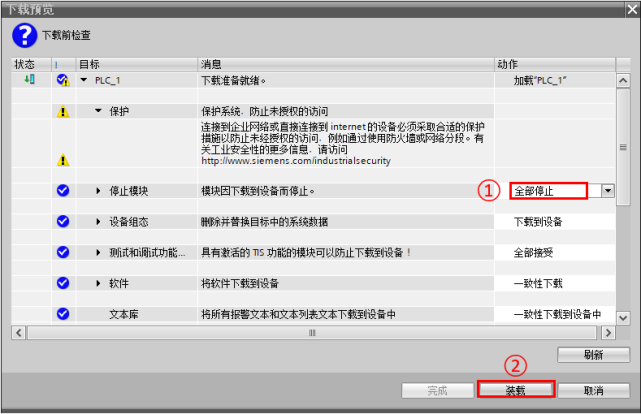 下载预览
下载前检查
状态 ! 目标 消息 动作
PLC_1 下载准备就绪。 加载"PLC_1"
保护 保护系统，防止未授权的访问
连接到企业网络或直接连接到 internet 的设备必须采取合适的保护
措施以防止未经授权的访问，例如通过使用防火墙或网络分段。有
关工业安全性的更多信息，请访问
http://www.siemens.com/industrialsecurity
停止模块 模块因下载到设备而停止。 ① 全部停止
设备组态 删除并替换目标中的系统数据 下载到设备
测试和调试功能... 具有激活的 TIS 功能的模块可以防止下载到设备！ 全部接受
软件 将软件下载到设备 一致性下载
文本库 将所有报警文本和文本列表文本下载到设备中 一致性下载到设备中
刷新
②
完成 装载 取消